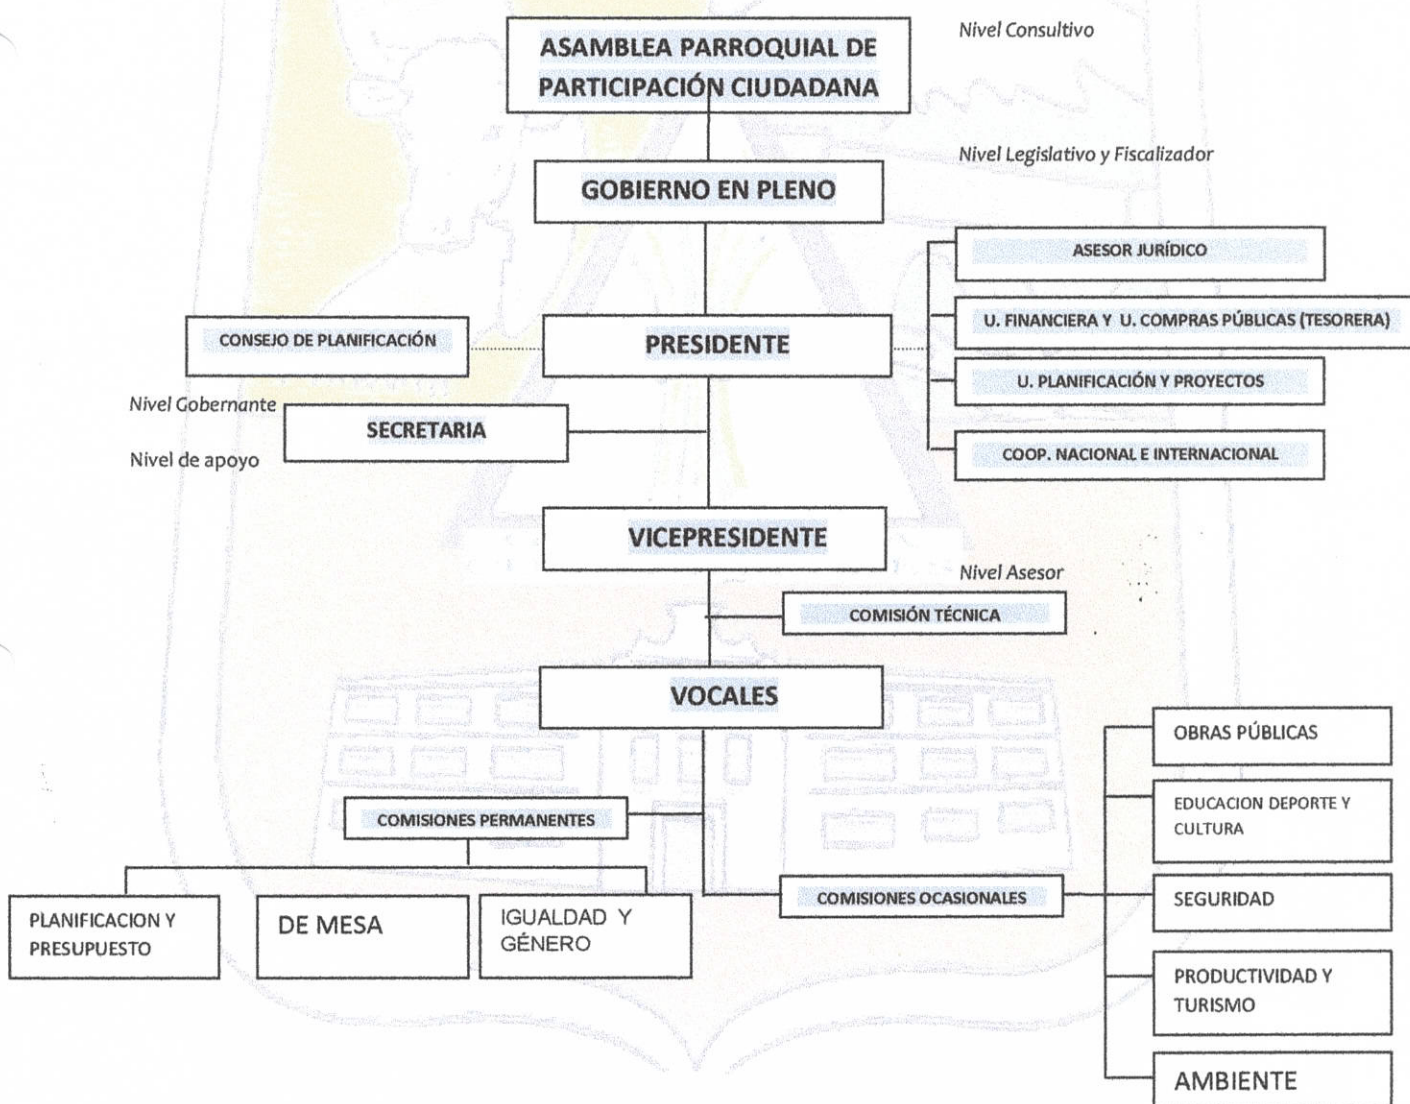 Nivel Consultivo
ASAMBLEA PARROQUIAL DE
PARTICIPACIÓN CIUDADANA
Nivel Legislativo y Fiscalizador
GOBIERNO EN PLENO
ASESOR JURÍDICO
U. FINANCIERA Y U. COMPRAS PÚBLICAS (TESORERA)
CONSEJO DE PLANIFICACIÓN
PRESIDENTE
U. PLANIFICACIÓN Y PROYECTOS
Nivel Gobernante
SECRETARIA
Nivel de apoyo
COOP. NACIONAL E INTERNACIONAL
VICEPRESIDENTE
Nivel Asesor
COMISIÓN TÉCNICA
VOCALES
OBRAS PÚBLICAS
EDUCACION DEPORTE Y
CULTURA
COMISIONES PERMANENTES
COMISIONES OCASIONALES
SEGURIDAD
PLANIFICACION Y
PRESUPUESTO
DE MESA
IGUALDAD Y
GÉNERO
PRODUCTIVIDAD Y
TURISMO
AMBIENTE